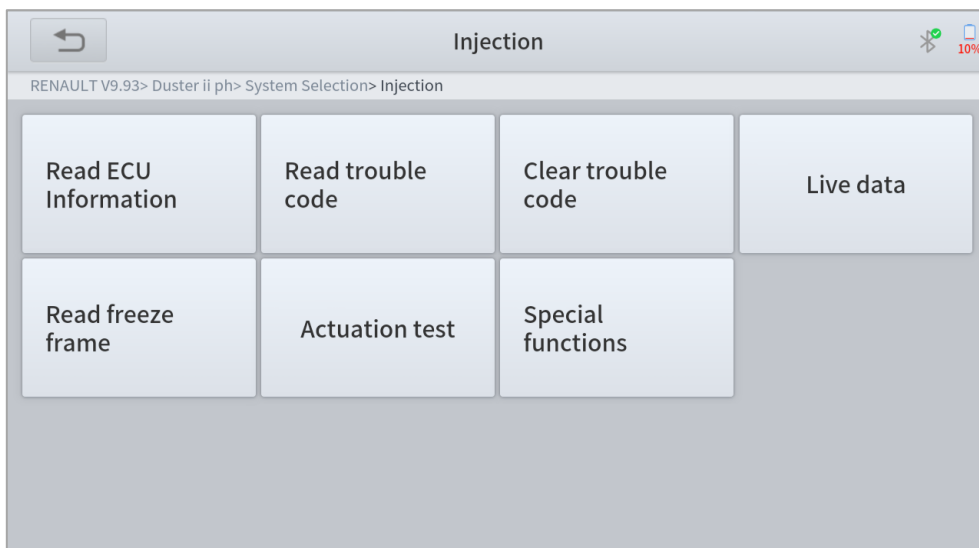 Injection
10%
RENAULT V9.93> Duster ii ph> System Selection> Injection
Read ECU
Information
Read trouble
code
Clear trouble
code
Live data
Read freeze
frame
Actuation test
Special
functions